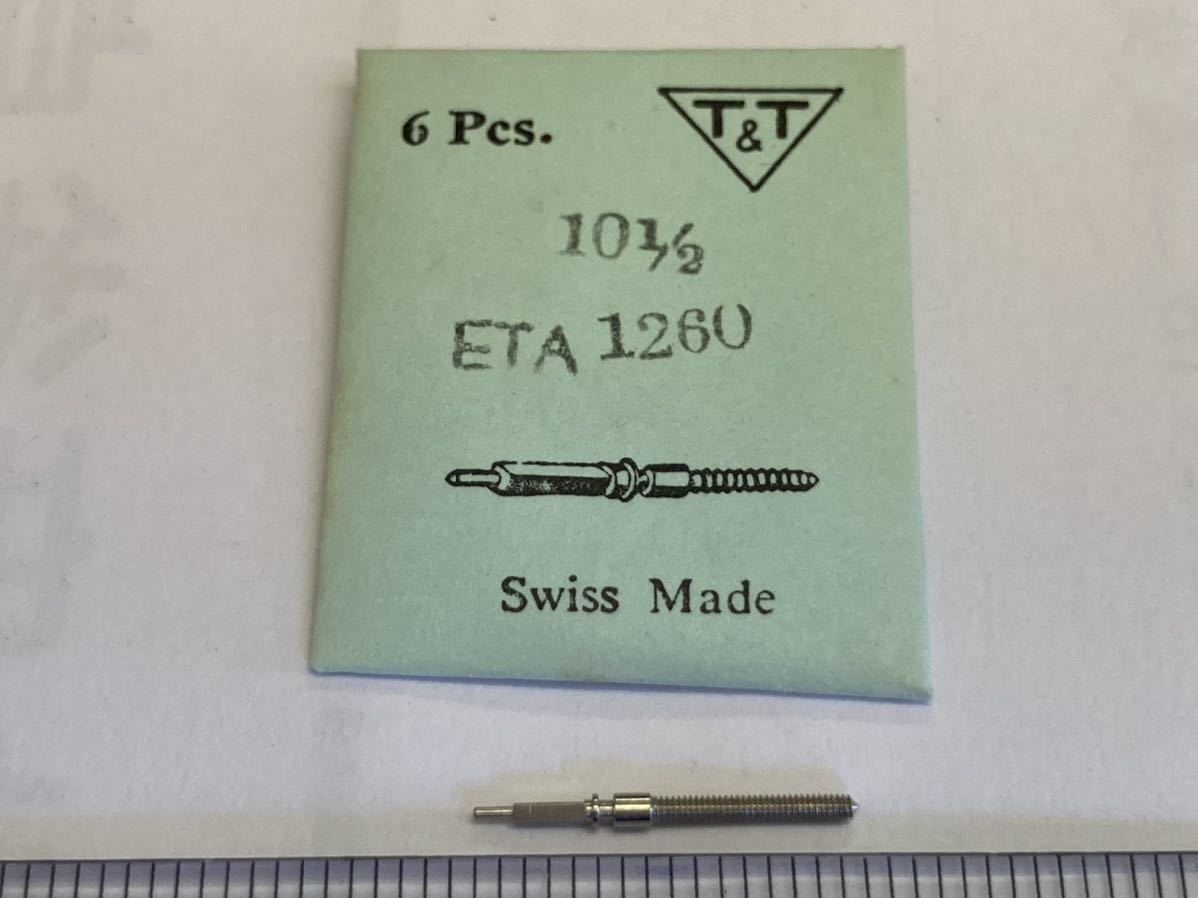 6 Pcs.
T&T
10½
ETA 1260
Swiss Made